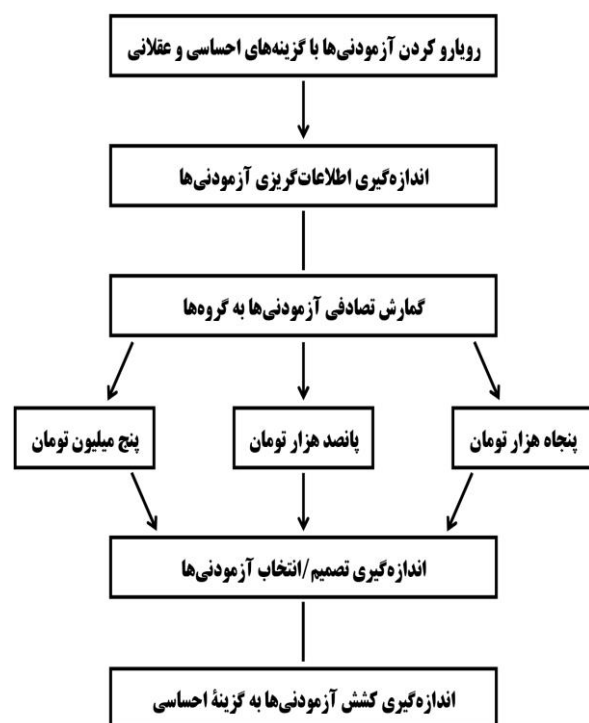 رویارو کردن آزمودنی‌ها با گزینه‌های احساسی و عقلانی
اندازه‌گیری اطلاعات‌گریزی آزمودنی‌ها
گمارش تصادفی آزمودنی‌ها به گروه‌ها
پنجاه هزار تومان
پانصد هزار تومان
پنج میلیون تومان
اندازه‌گیری تصمیم/انتخاب آزمودنی‌ها
اندازه‌گیری کشش آزمودنی‌ها به گزینۀ احساسی